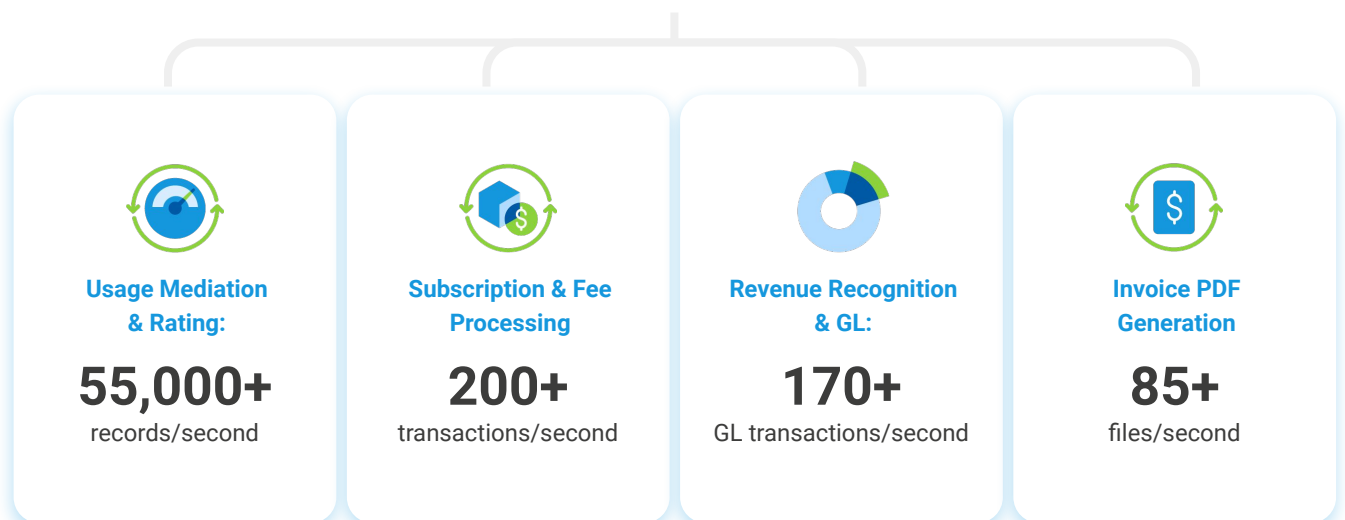 Usage Mediation
& Rating:
55,000+
records/second
Subscription & Fee
Processing
200+
transactions/second
Revenue Recognition
& GL:
170+
GL transactions/second
Invoice PDF
Generation
85+
files/second
$
$